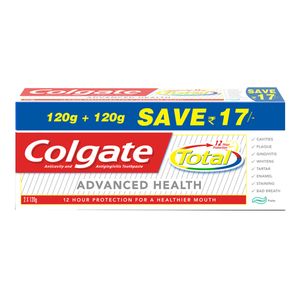 SAVE ₹
17
120g + 120g SAVE ₹ 17/-
Colgate
Anticavity and Antigingivitis Toothpaste
Total
12 Hour
Protection
ADVANCED HEALTH
2 X 120g
12 HOUR PROTECTION FOR A HEALTHIER MOUTH
✓ CAVITIES
✓ PLAQUE
✓ GINGIVITIS
✓ WHITENS
✓ TARTAR
✓ ENAMEL
✓ STAINING
✓ BAD BREATH